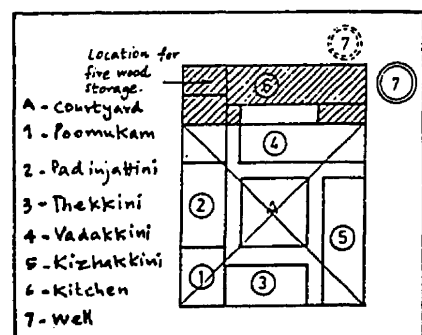 Location for
fire wood
storage.
A - Courtyard
1 - Poomukam
2 - Padinjattini
3 - Thekkini
4 - Vadakkini
5 - Kizhakkini
6 - Kitchen
7 - Well
7
7
6
4
2
A
5
1
3